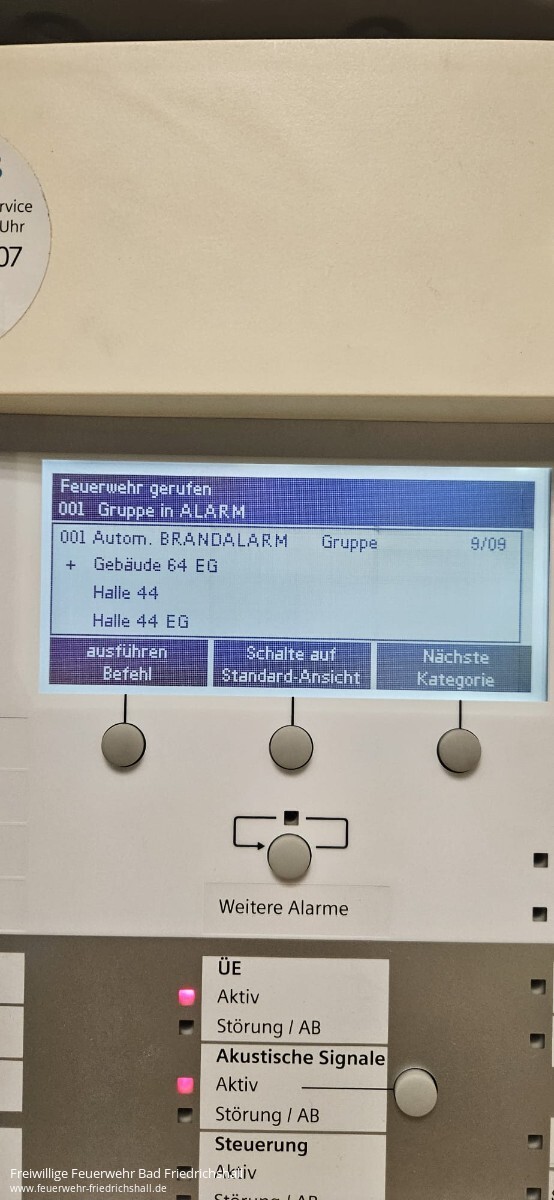 rvice
Uhr
07
Feuerwehr gerufen
001 Gruppe in ALARM
001 Autom. BRANDALARM Gruppe 9/09
+ Gebäude 64 EG
Halle 44
Halle 44 EG
ausführen Befehl
Schalte auf Standard-Ansicht
Nächste Kategorie
Weitere Alarme
ÜE
Aktiv
Störung / AB
Akustische Signale
Aktiv
Störung / AB
Steuerung
Aktiv
Störung / AB
Freiwillige Feuerwehr Bad Friedrichshall
www.feuerwehr-friedrichshall.de